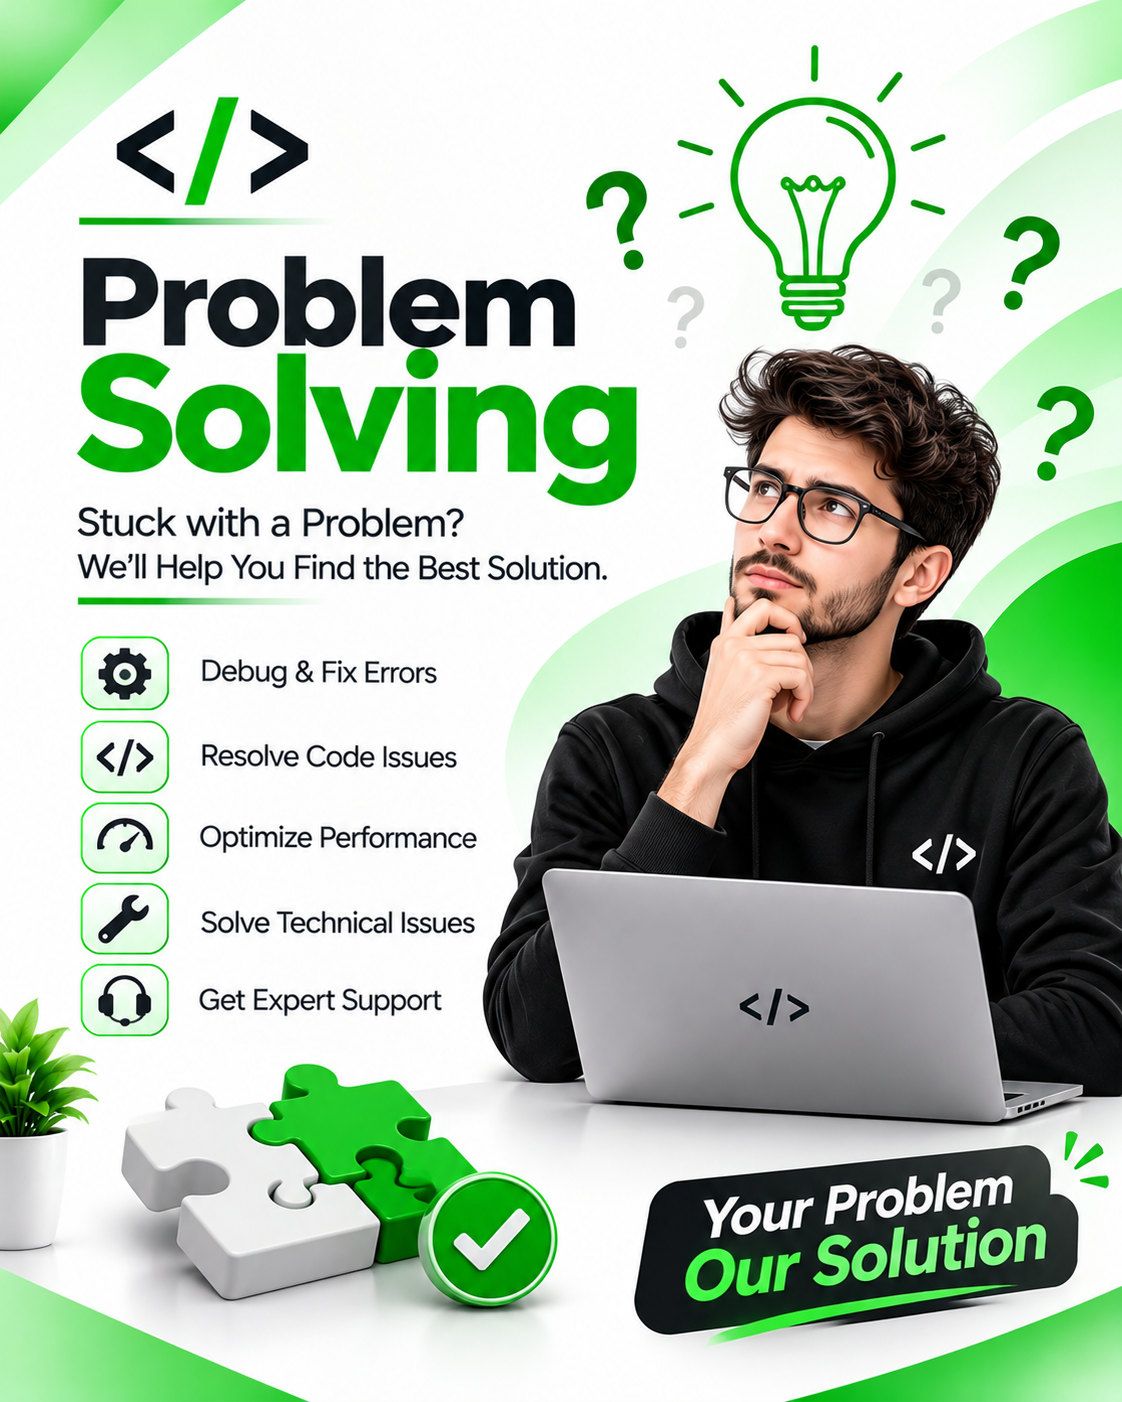 </>
Problem
Solving
Stuck with a Problem?
We'll Help You Find the Best Solution.
Debug & Fix Errors
</>
Resolve Code Issues
Optimize Performance
Solve Technical Issues
Get Expert Support
? ? ? ? ?
</>
</>
Your Problem
Our Solution